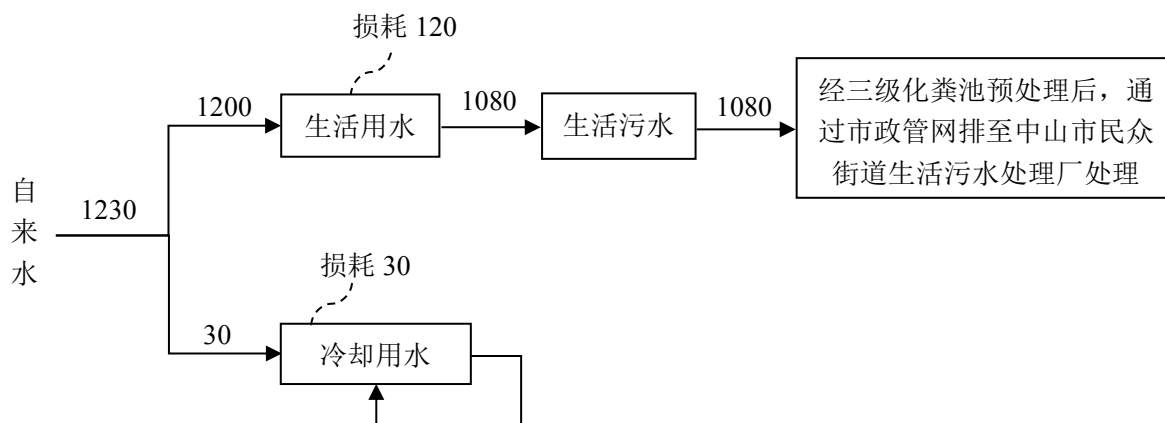 损耗 120
1200
生活用水
1080
生活污水
1080
经三级化粪池预处理后，通
过市政管网排至中山市民众
街道生活污水处理厂处理
自
来
水
1230
损耗 30
30
冷却用水